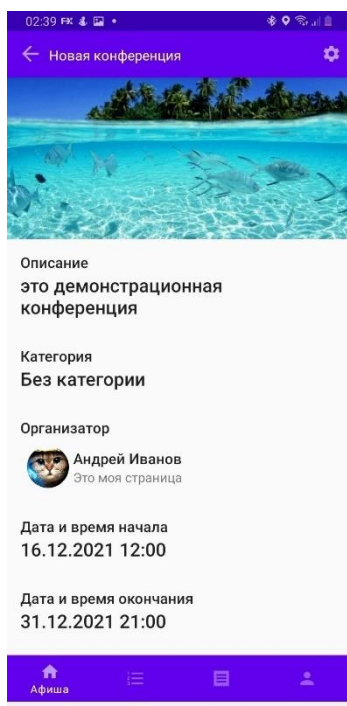 02:39
Новая конференция
Описание
это демонстрационная
конференция
Категория
Без категории
Организатор
Андрей Иванов
Это моя страница
Дата и время начала
16.12.2021 12:00
Дата и время окончания
31.12.2021 21:00
Афиша